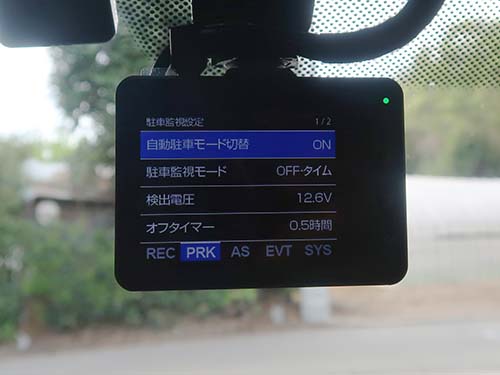 駐車監視設定 1/2
自動駐車モード切替 ON
駐車監視モード OFF·タイム
検出電圧 12.6V
オフタイマー 0.5時間
REC PRK AS EVT SYS